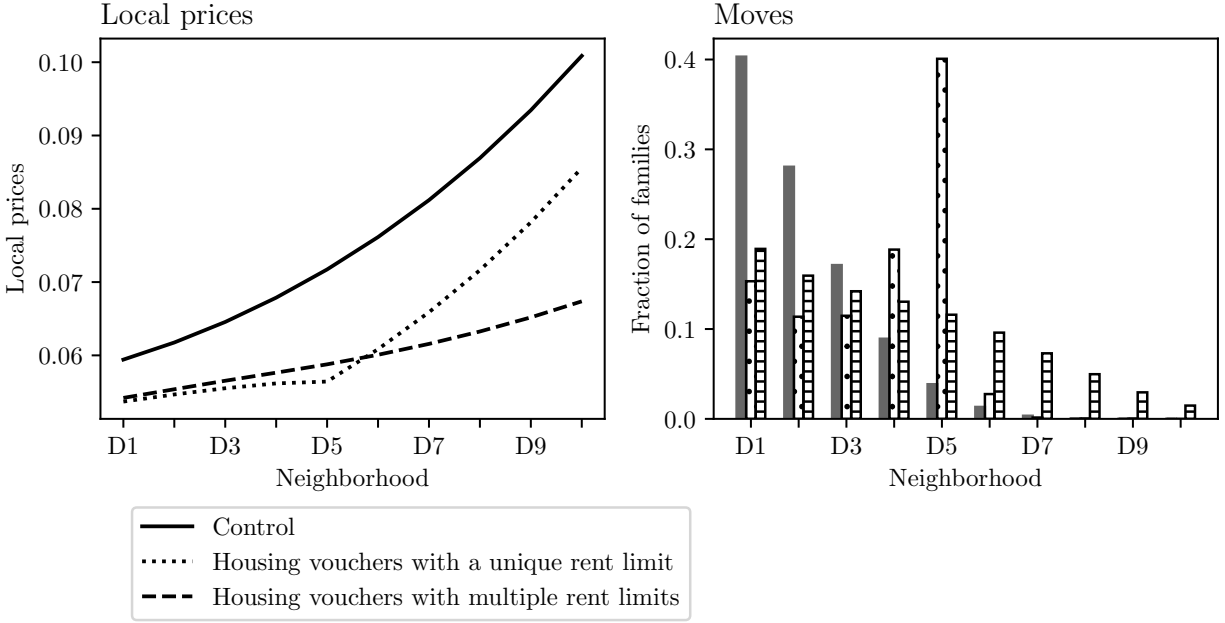 Local prices
Local prices
0.10
0.09
0.08
0.07
0.06
D1 D3 D5 D7 D9
Neighborhood
Moves
Fraction of families
0.4
0.3
0.2
0.1
0.0
D1 D3 D5 D7 D9
Neighborhood
Control
Housing vouchers with a unique rent limit
Housing vouchers with multiple rent limits